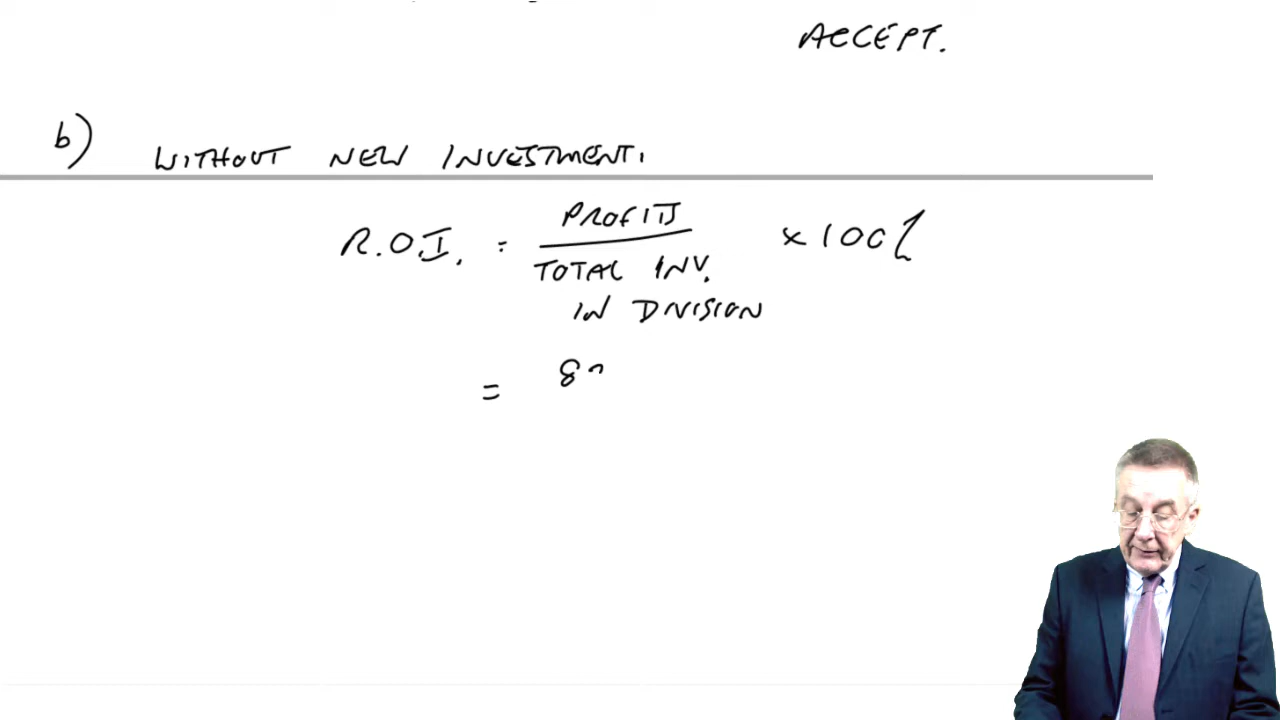 ACCEPT.
b) WITHOUT NEW INVESTMENT.
R.O.I. = PROFITS / TOTAL INV. IN DIVISION × 100%
= 8